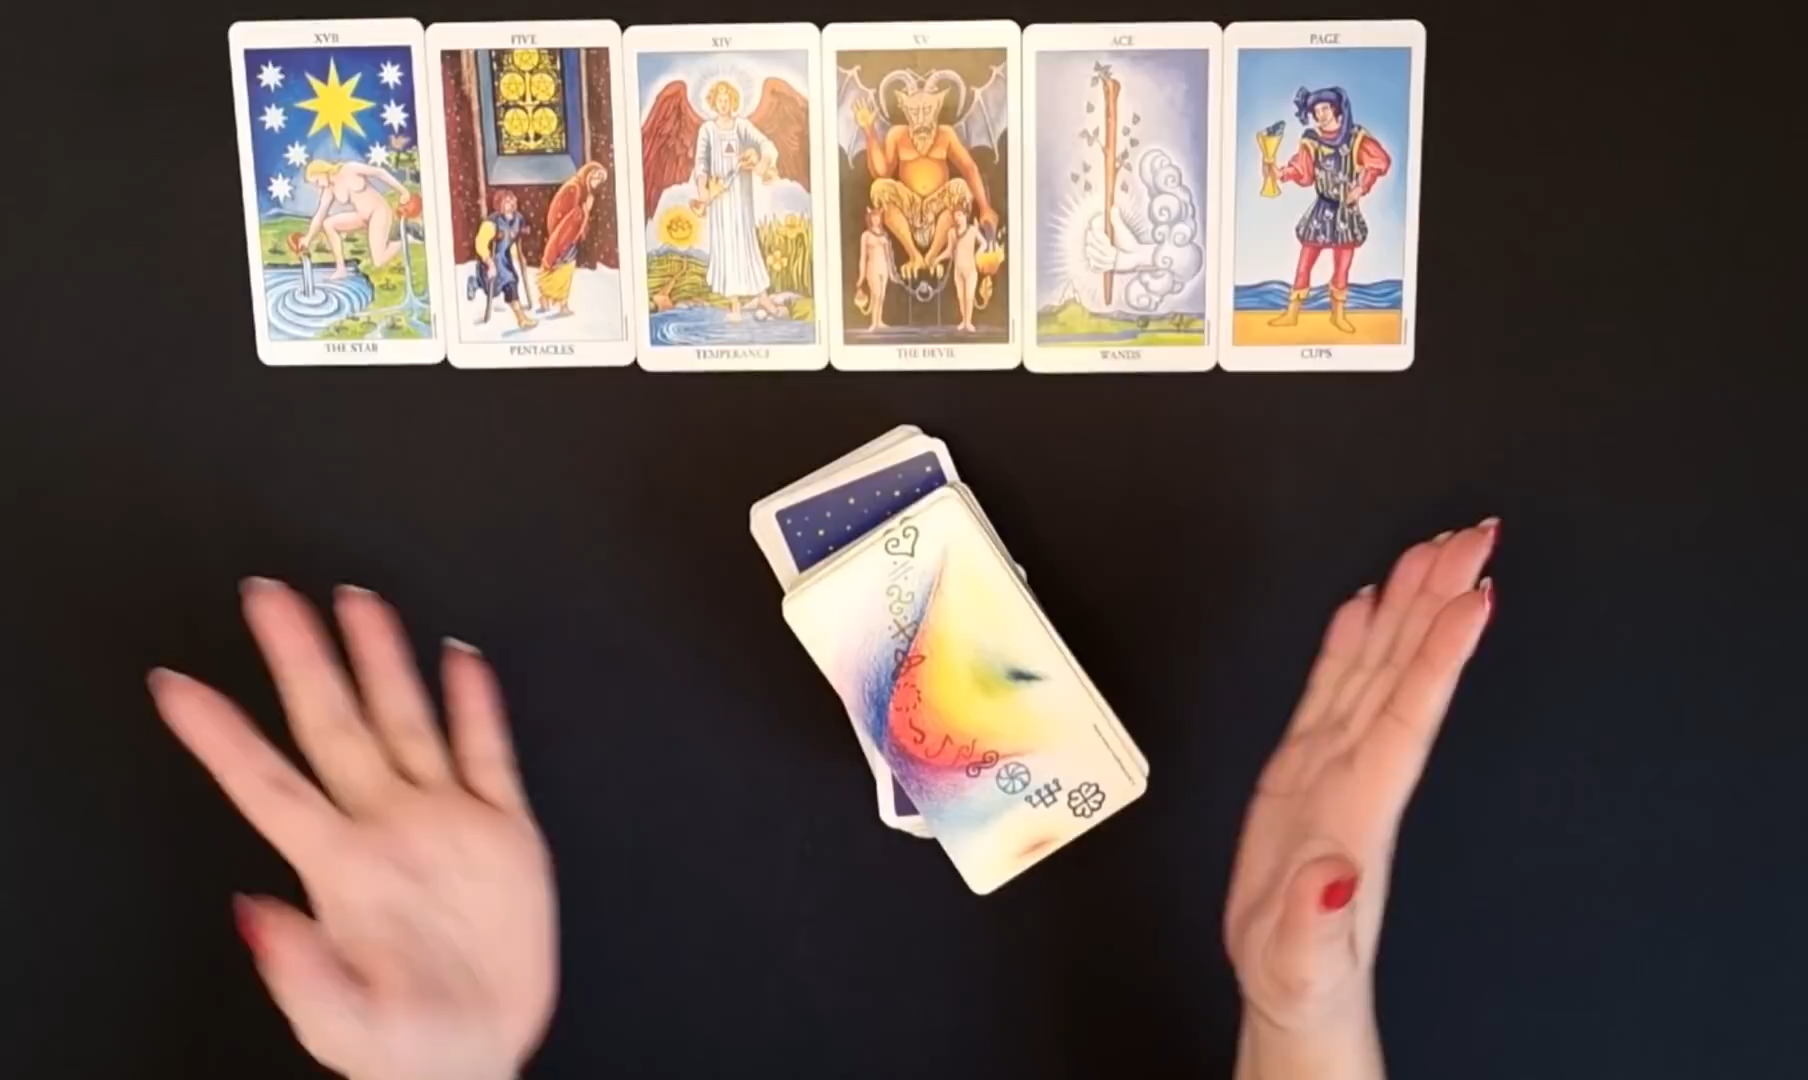 XVII
THE STAR
FIVE
PENTACLES
XIV
TEMPERANCE
XV
THE DEVIL
ACE
WANDS
PAGE
CUPS